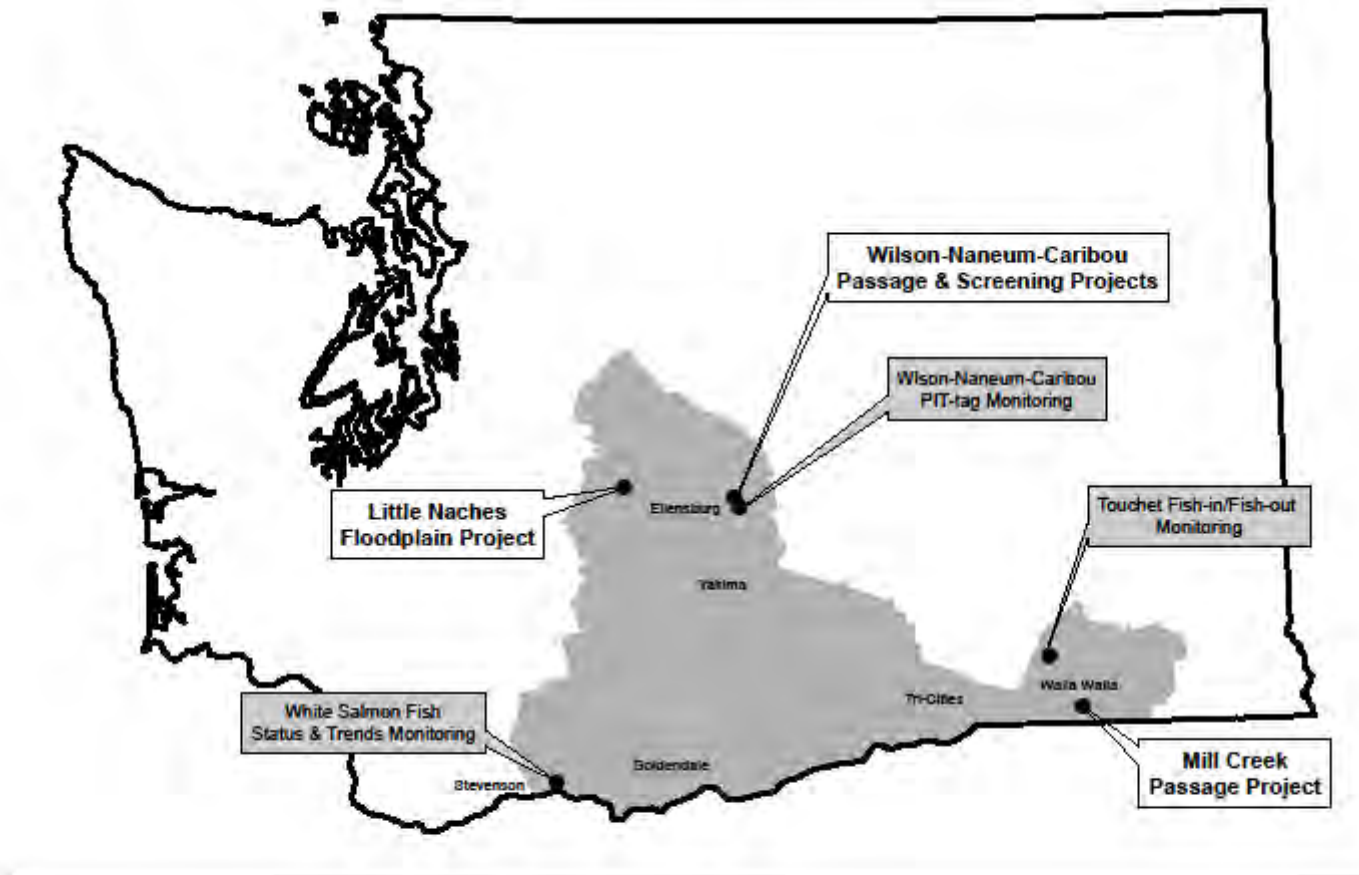 Wilson-Naneum-Caribou
Passage & Screening Projects
Wilson-Naneum-Caribou
PIT-tag Monitoring
Little Naches
Floodplain Project
Ellensburg
Touchet Fish-in/Fish-out
Monitoring
Yakima
Walla Walla
Tri-Cities
White Salmon Fish
Status & Trends Monitoring
Goldendale
Stevenson
Mill Creek
Passage Project